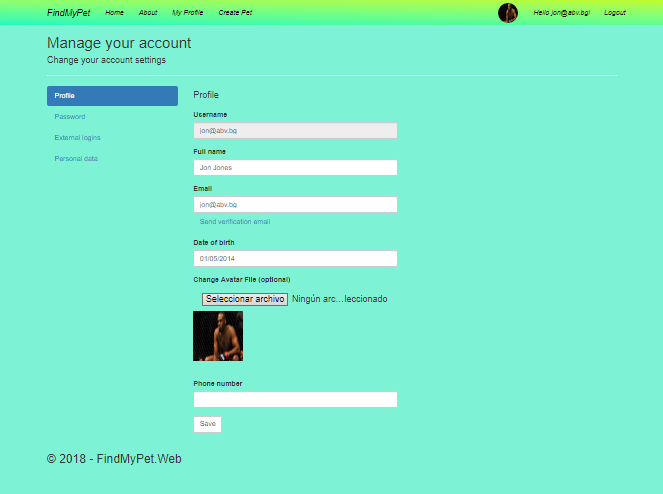 FindMyPet Home About My Profile Create Pet Hello jon@abv.bg! Logout
Manage your account
Change your account settings
Profile
Password
External logins
Personal data
Profile
Username
jon@abv.bg
Full name
Jon Jones
Email
jon@abv.bg
Send verification email
Date of birth
01/05/2014
Change Avatar File (optional)
Seleccionar archivo Ningún arc...leccionado
Phone number
Save
© 2018 - FindMyPet.Web